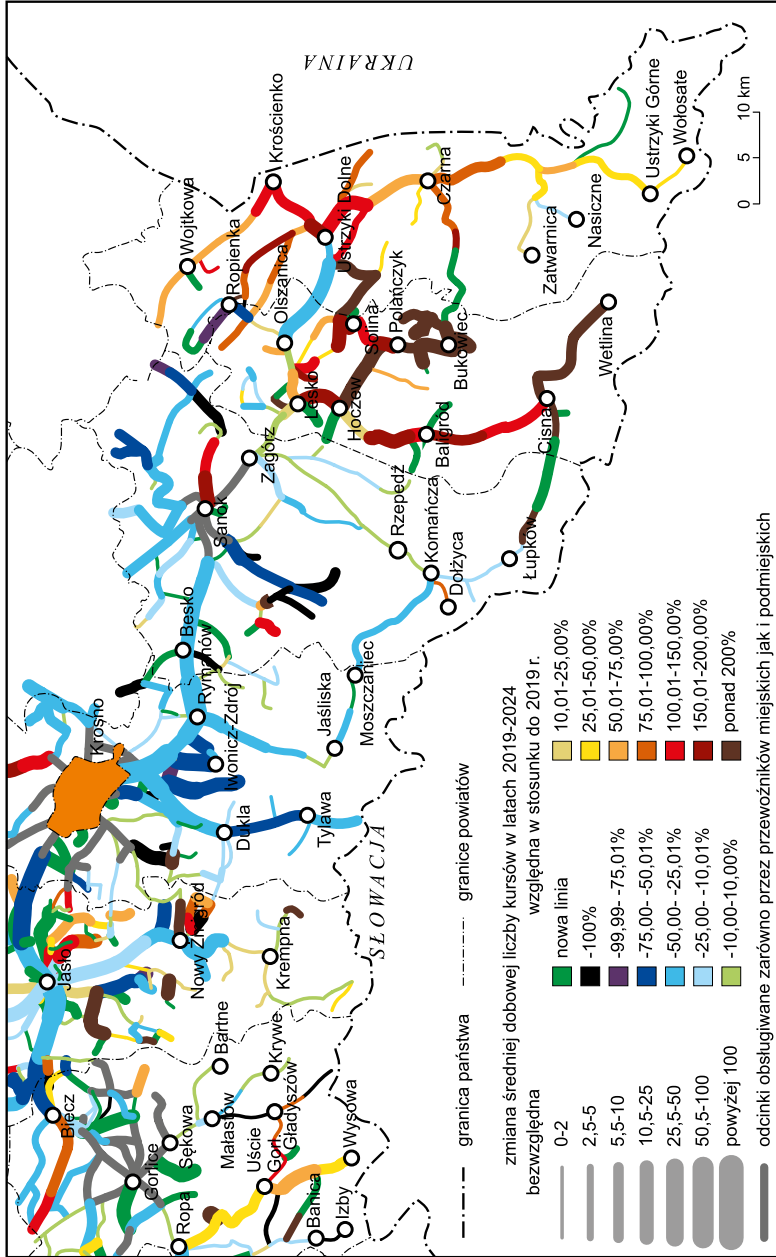 UKRAINA
SŁOWACJA
Krościenko
Wojtkowa
Ropienka
Ustrzyki Dolne
Olszanica
Czarna
Ustrzyki Górne
Wołosate
Nasiczne
Zatwarnica
Solina
Polańczyk
Bukowiec
Lesko
Hoczew
Baligród
Cisna
Wetlina
Zagórz
Sanok
Rzepedź
Komańcza
Dołżyca
Łupków
Besko
Rymanów
Iwonicz-Zdrój
Krosno
Jaśliska
Moszczaniec
Dukla
Tylawa
Jasło
Nowy Żmigród
Krempna
Biecz
Bartne
Krywe
Gorlice
Sękowa
Małastów
Gładyszów
Uście
Gorl.
Wysowa
Ropa
Banica
Izby
0 5 10 km
granica państwa
granice powiatów
zmiana średniej dobowej liczby kursów w latach 2019-2024
bezwzględna
względna w stosunku do 2019 r.
0-2
2,5-5
5,5-10
10,5-25
25,5-50
50,5-100
powyżej 100
nowa linia
-100%
-99,99- -75,01%
-75,00- -50,01%
-50,00- -25,01%
-25,00- -10,01%
-10,00-10,00%
10,01-25,00%
25,01-50,00%
50,01-75,00%
75,01-100,00%
100,01-150,00%
150,01-200,00%
ponad 200%
odcinki obsługiwane zarówno przez przewoźników miejskich jak i podmiejskich